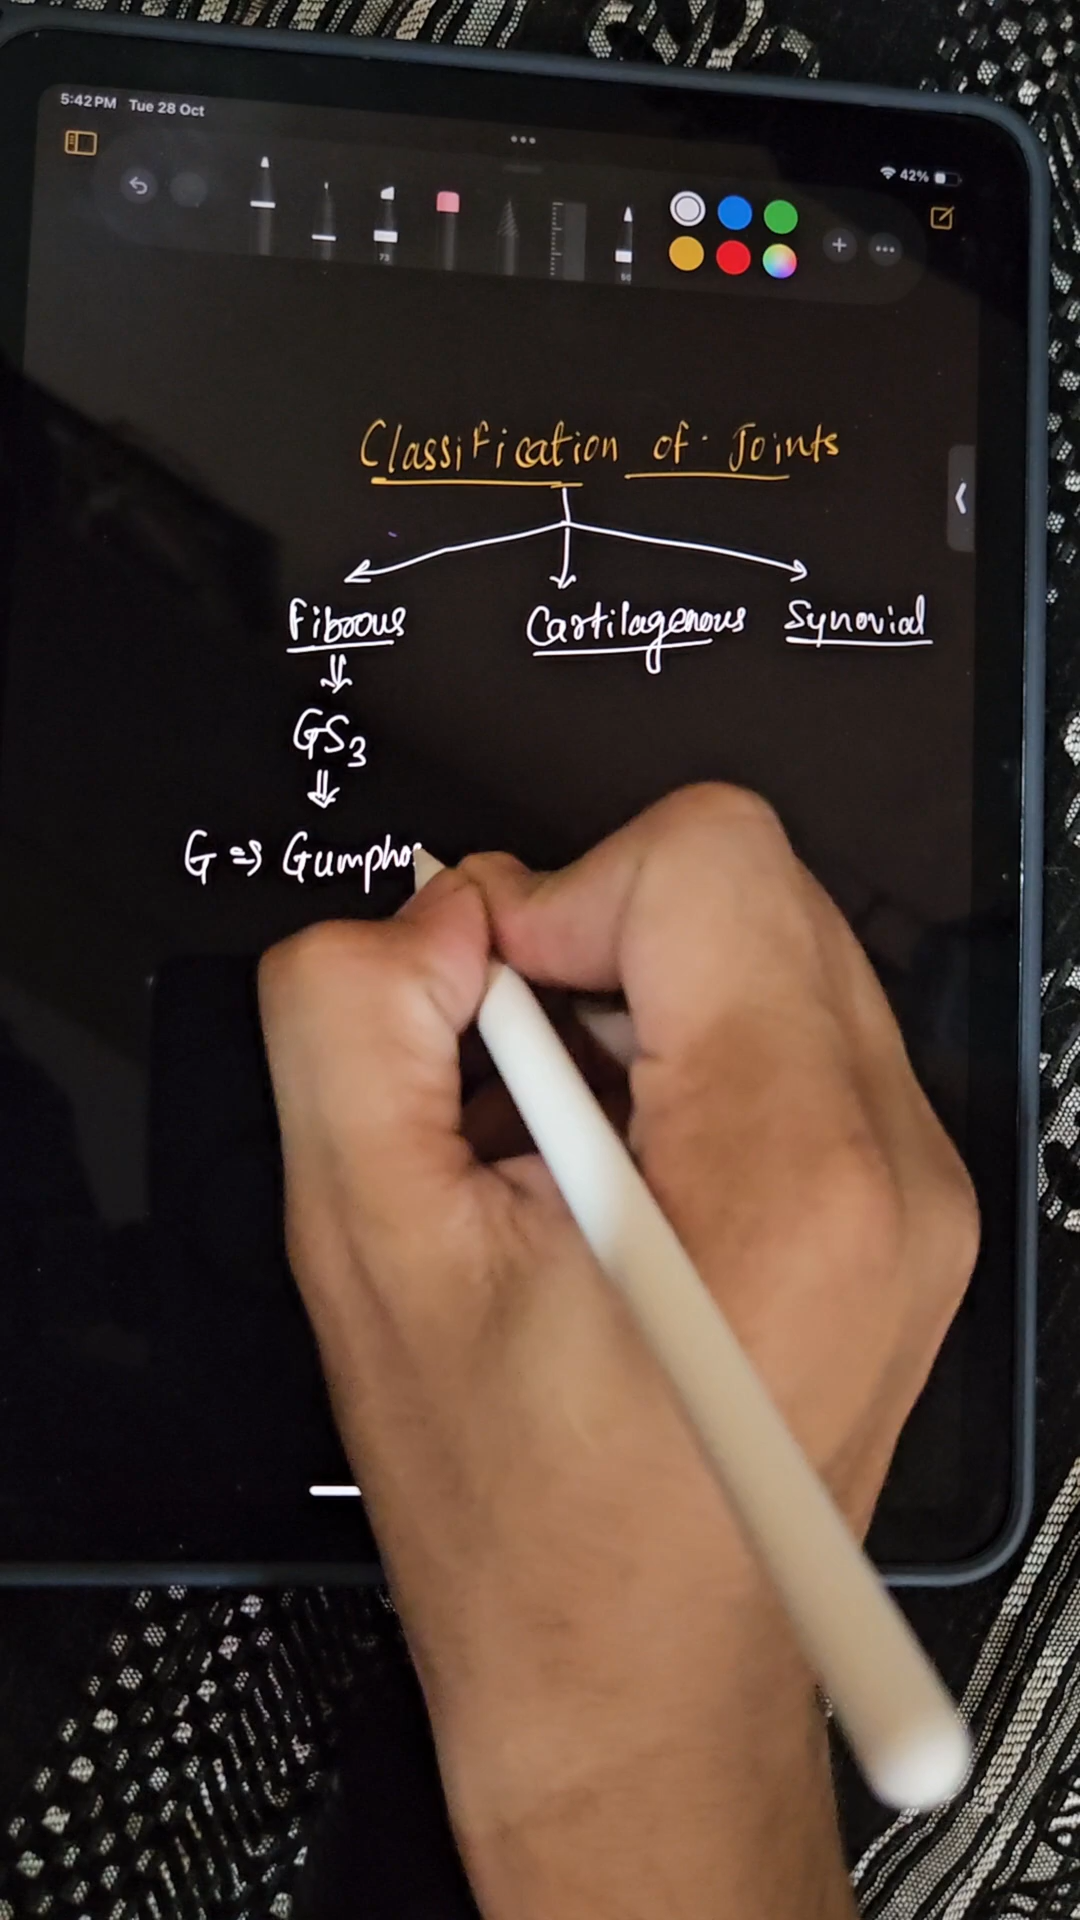 5:42 PM Tue 28 Oct
42%
Classification of Joints
Fibrous Cartilagenous Synovial
GS3
G => Gumpho